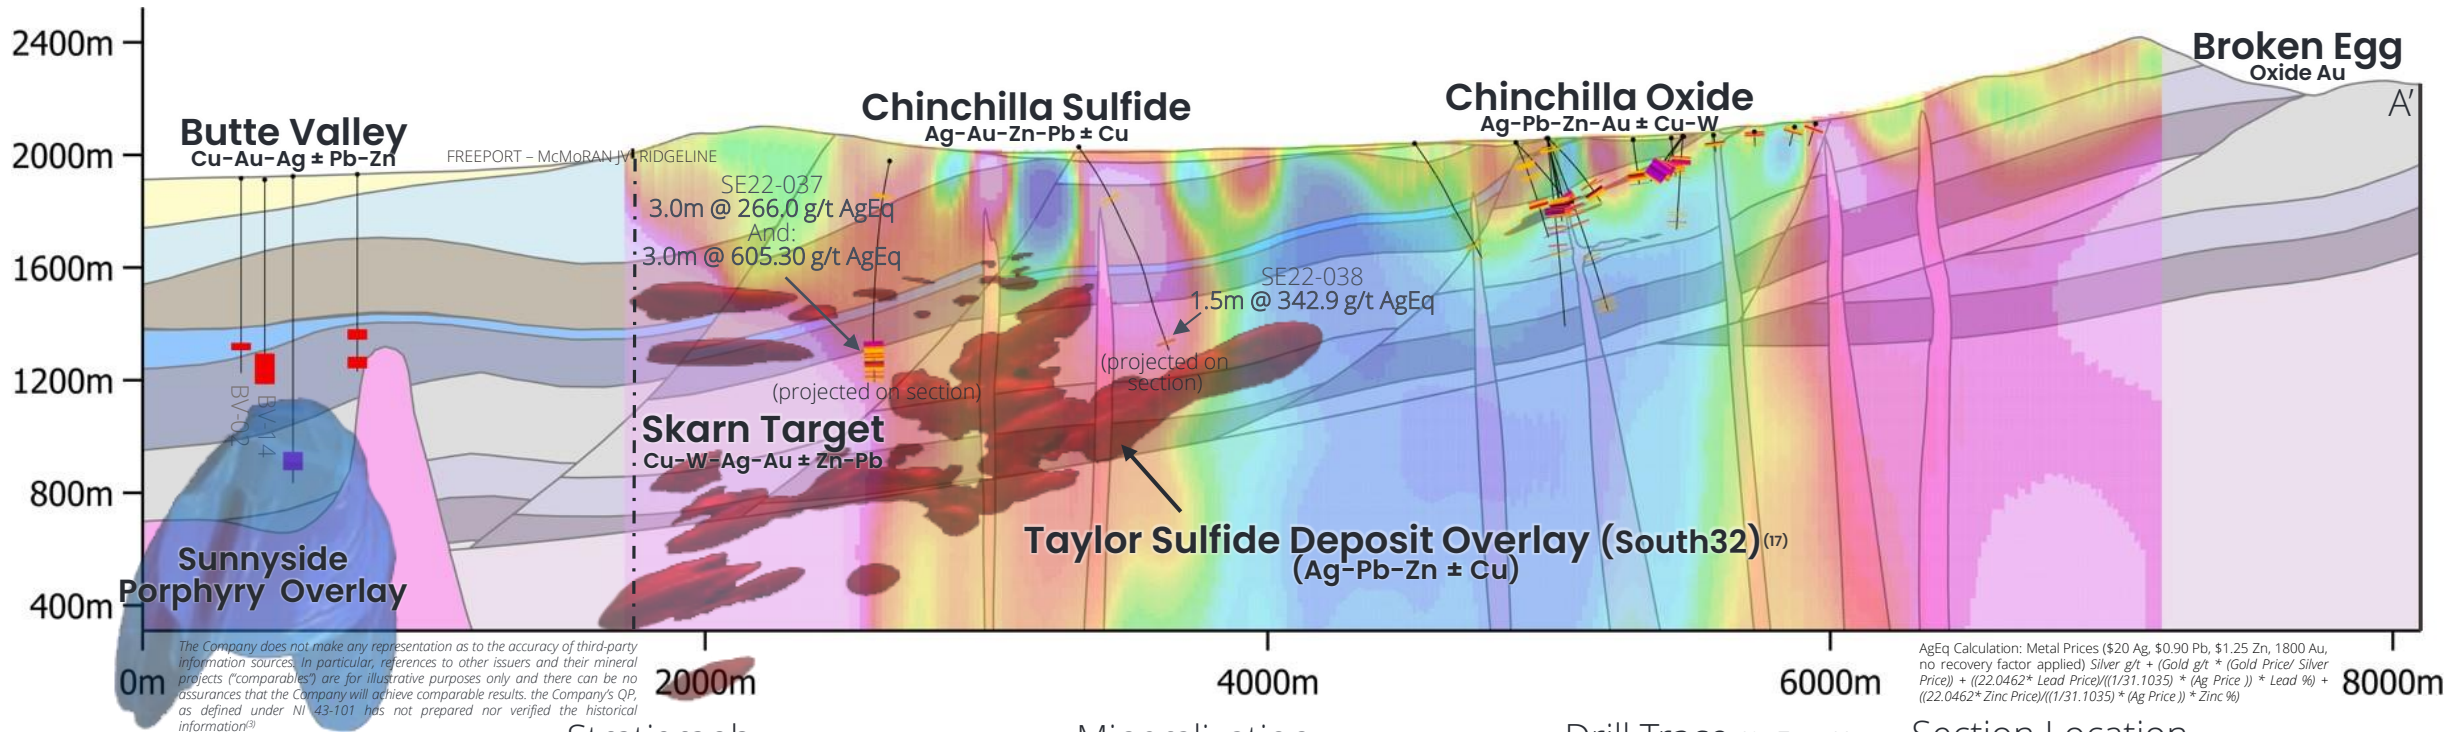 2400m
2000m
1600m
1200m
800m
400m
Butte Valley
Cu-Au-Ag ± Pb-Zn
FREEPORT – McMoRAN JV
RIDGELINE
Chinchilla Sulfide
Ag-Au-Zn-Pb ± Cu
Chinchilla Oxide
Ag-Pb-Zn-Au ± Cu-W
Broken Egg
Oxide Au
A'
SE22-037
3.0m @ 266.0 g/t AgEq
And:
3.0m @ 605.30 g/t AgEq
SE22-038
1.5m @ 342.9 g/t AgEq
(projected on section)
(projected on
section)
BV-02
BV-14
Skarn Target
Cu-W-Ag-Au ± Zn-Pb
Taylor Sulfide Deposit Overlay (South32)(17)
(Ag-Pb-Zn ± Cu)
Sunnyside
Porphyry Overlay
The Company does not make any representation as to the accuracy of third-party
information sources. In particular, references to other issuers and their mineral
projects ("comparables") are for illustrative purposes only and there can be no
assurances that the Company will achieve comparable results. the Company's QP,
as defined under NI 43-101 has not prepared nor verified the historical
information(3)
AgEq Calculation: Metal Prices ($20 Ag, $0.90 Pb, $1.25 Zn, 1800 Au,
no recovery factor applied) Silver g/t + (Gold g/t * (Gold Price/ Silver
Price)) + ((22.0462* Lead Price)/((1/31.1035) * (Ag Price )) * Lead %) +
((22.0462* Zinc Price)/((1/31.1035) * (Ag Price )) * Zinc %)
0m
2000m
4000m
6000m
8000m
Mineralization
Drill Trace
Section Location